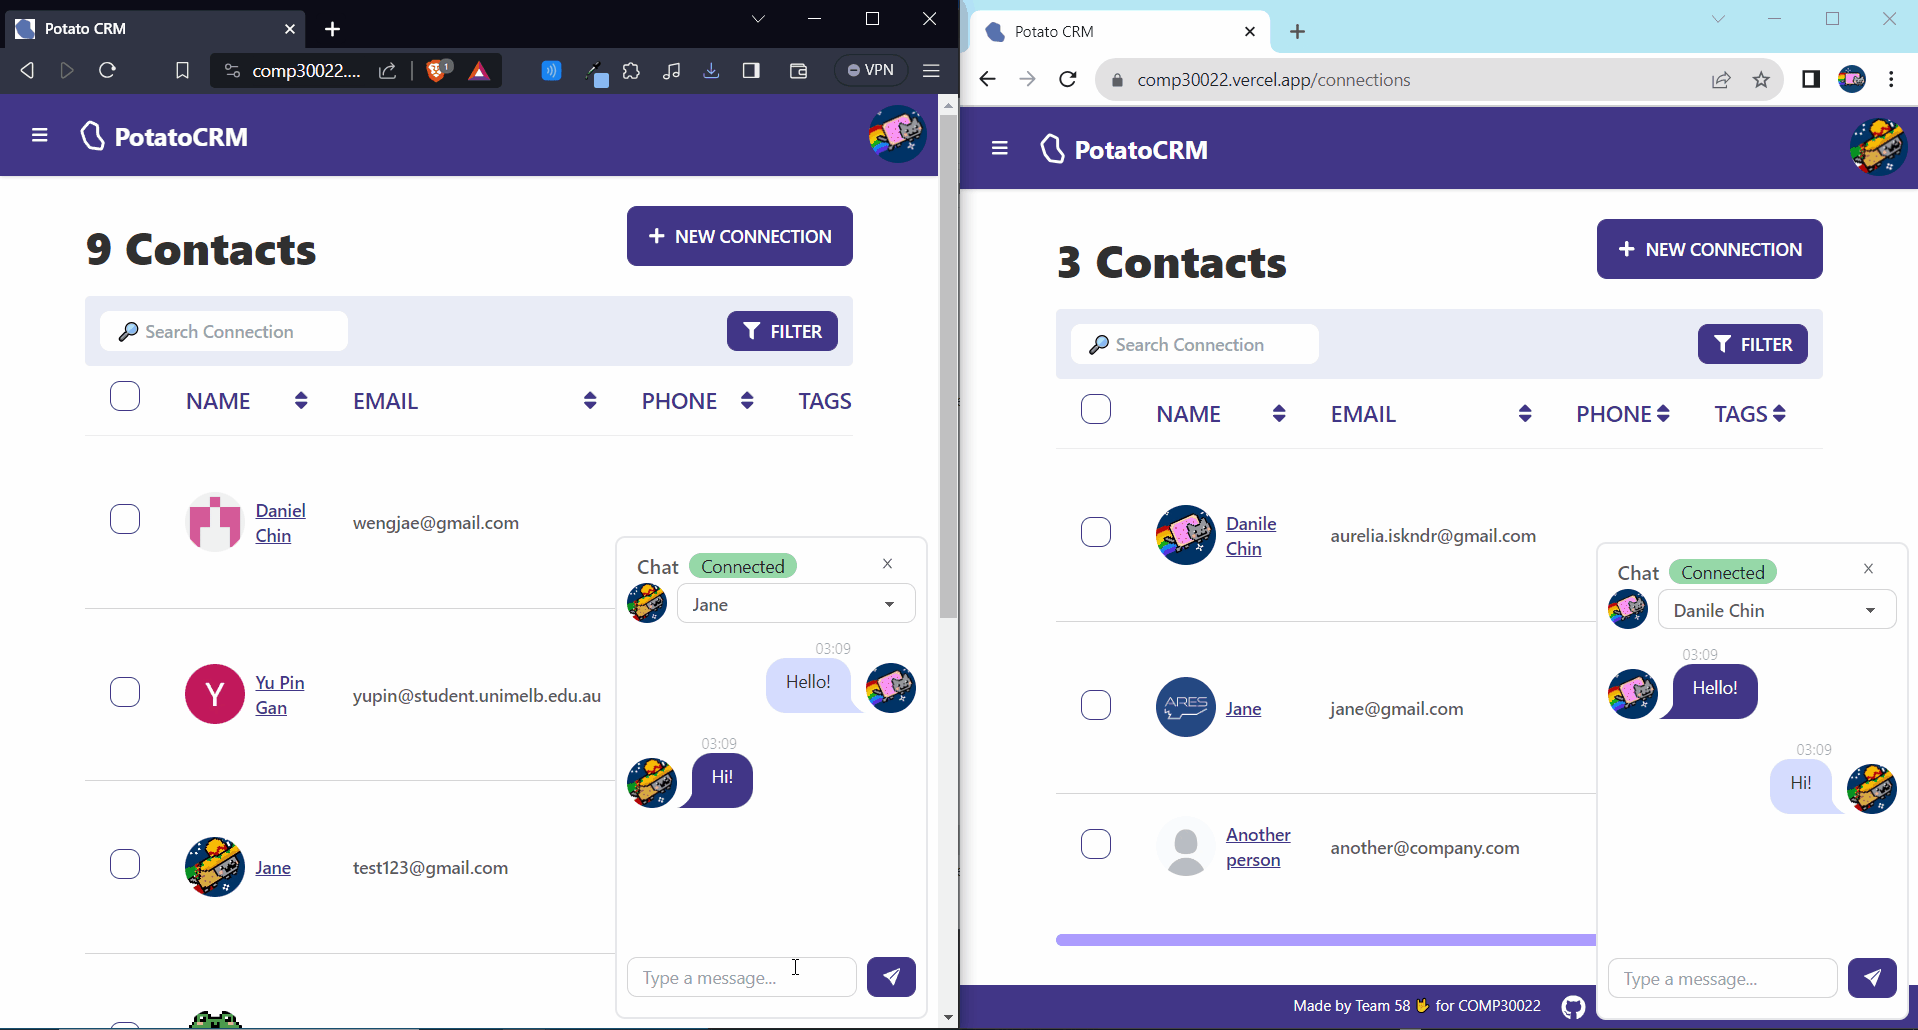 Potato CRM
comp30022....
1
VPN
PotatoCRM
9 Contacts
NEW CONNECTION
Search Connection
FILTER
NAME
EMAIL
PHONE
TAGS
Daniel
Chin
wengjae@gmail.com
Y
Yu Pin
Gan
yupin@student.unimelb.edu.au
Jane
test123@gmail.com
Chat
Connected
Jane
03:09
Hello!
03:09
Hi!
Type a message...
Potato CRM
comp30022.vercel.app/connections
PotatoCRM
3 Contacts
NEW CONNECTION
Search Connection
FILTER
NAME
EMAIL
PHONE
TAGS
Danile
Chin
aurelia.iskndr@gmail.com
ARES
Jane
jane@gmail.com
Another
person
another@company.com
Chat
Connected
Danile Chin
03:09
Hello!
03:09
Hi!
Type a message...
Made by Team 58 🤟 for COMP30022